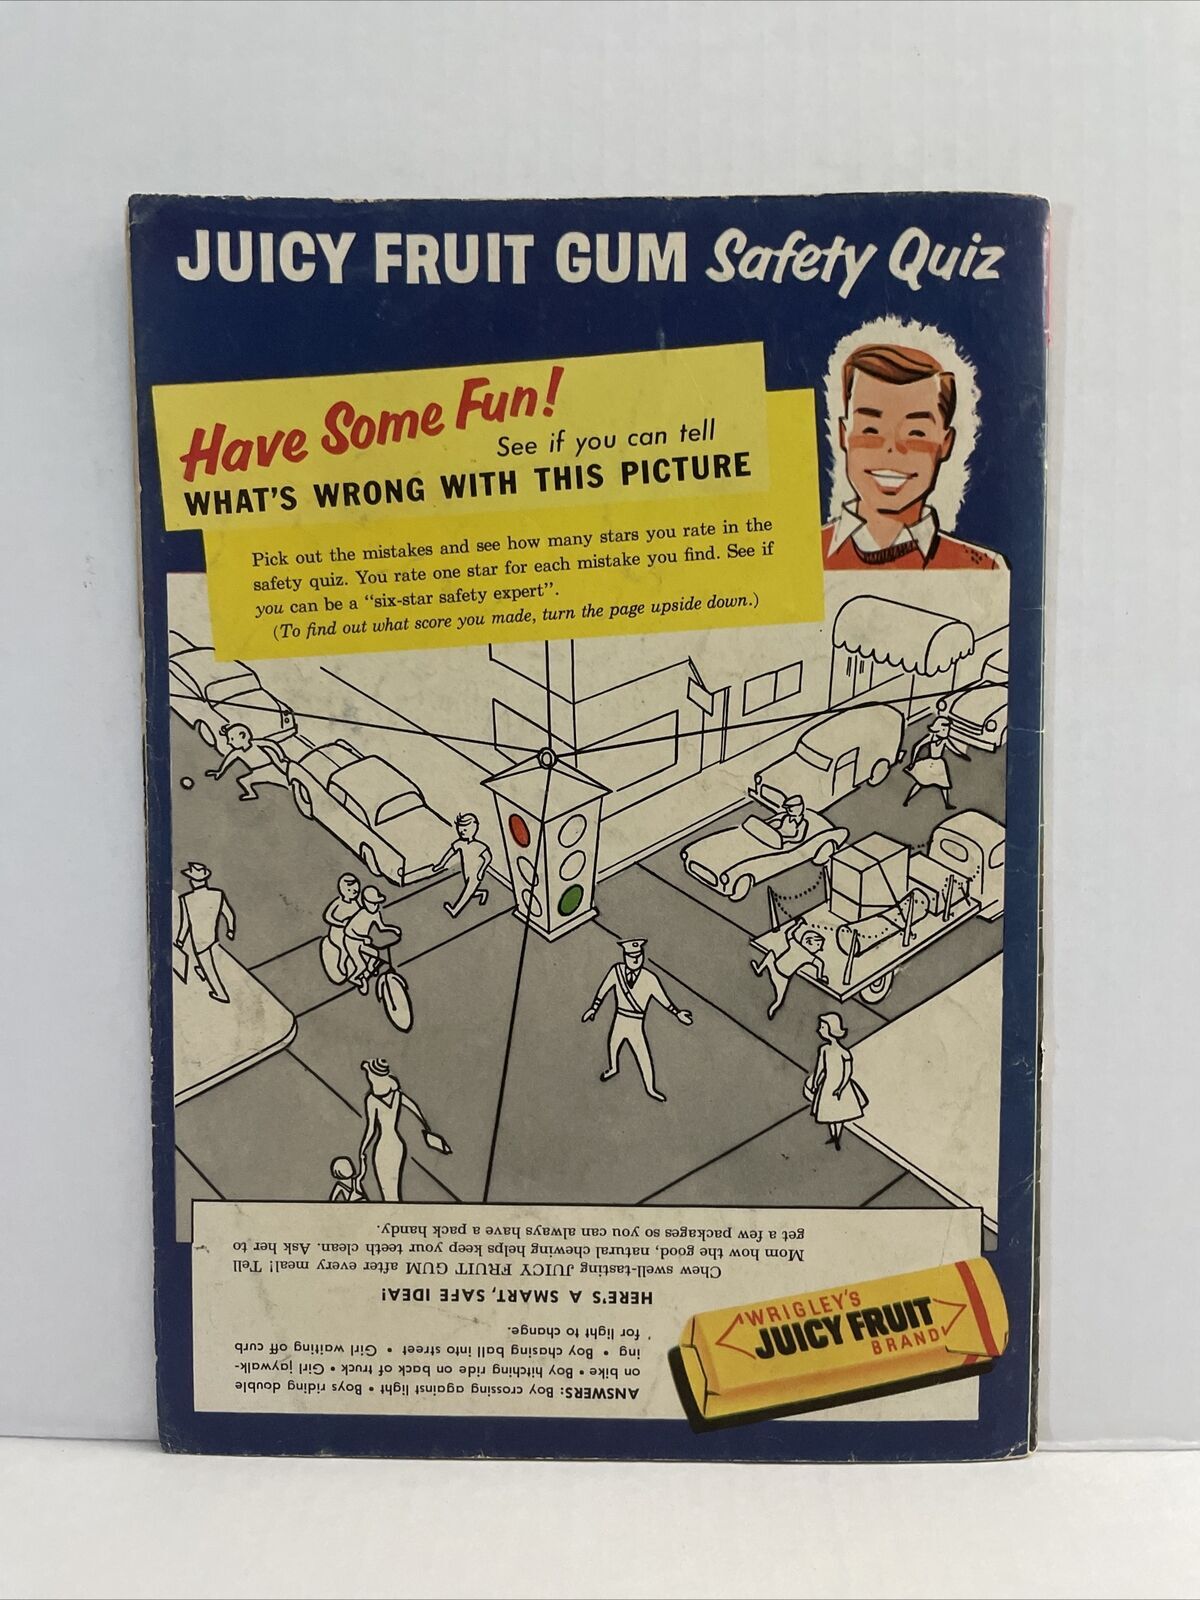 JUICY FRUIT GUM Safety Quiz
Have Some Fun!
See if you can tell
WHAT'S WRONG WITH THIS PICTURE
Pick out the mistakes and see how many stars you rate in the
safety quiz. You rate one star for each mistake you find. See if
you can be a “six-star safety expert”.
(To find out what score you made, turn the page upside down.)
ANSWERS: Boy crossing against light • Boys riding double
on bike • Boy hitching ride on back of truck • Girl jaywalk-
ing • Boy chasing ball into street • Girl waiting off curb
for light to change.
HERE'S A SMART, SAFE IDEA!
Chew swell-tasting JUICY FRUIT GUM after every meal! Tell
Mom how the good, natural chewing helps keep your teeth clean. Ask her to
get a few packages so you can always have a pack handy.
WRIGLEY'S
JUICY FRUIT
BRAND